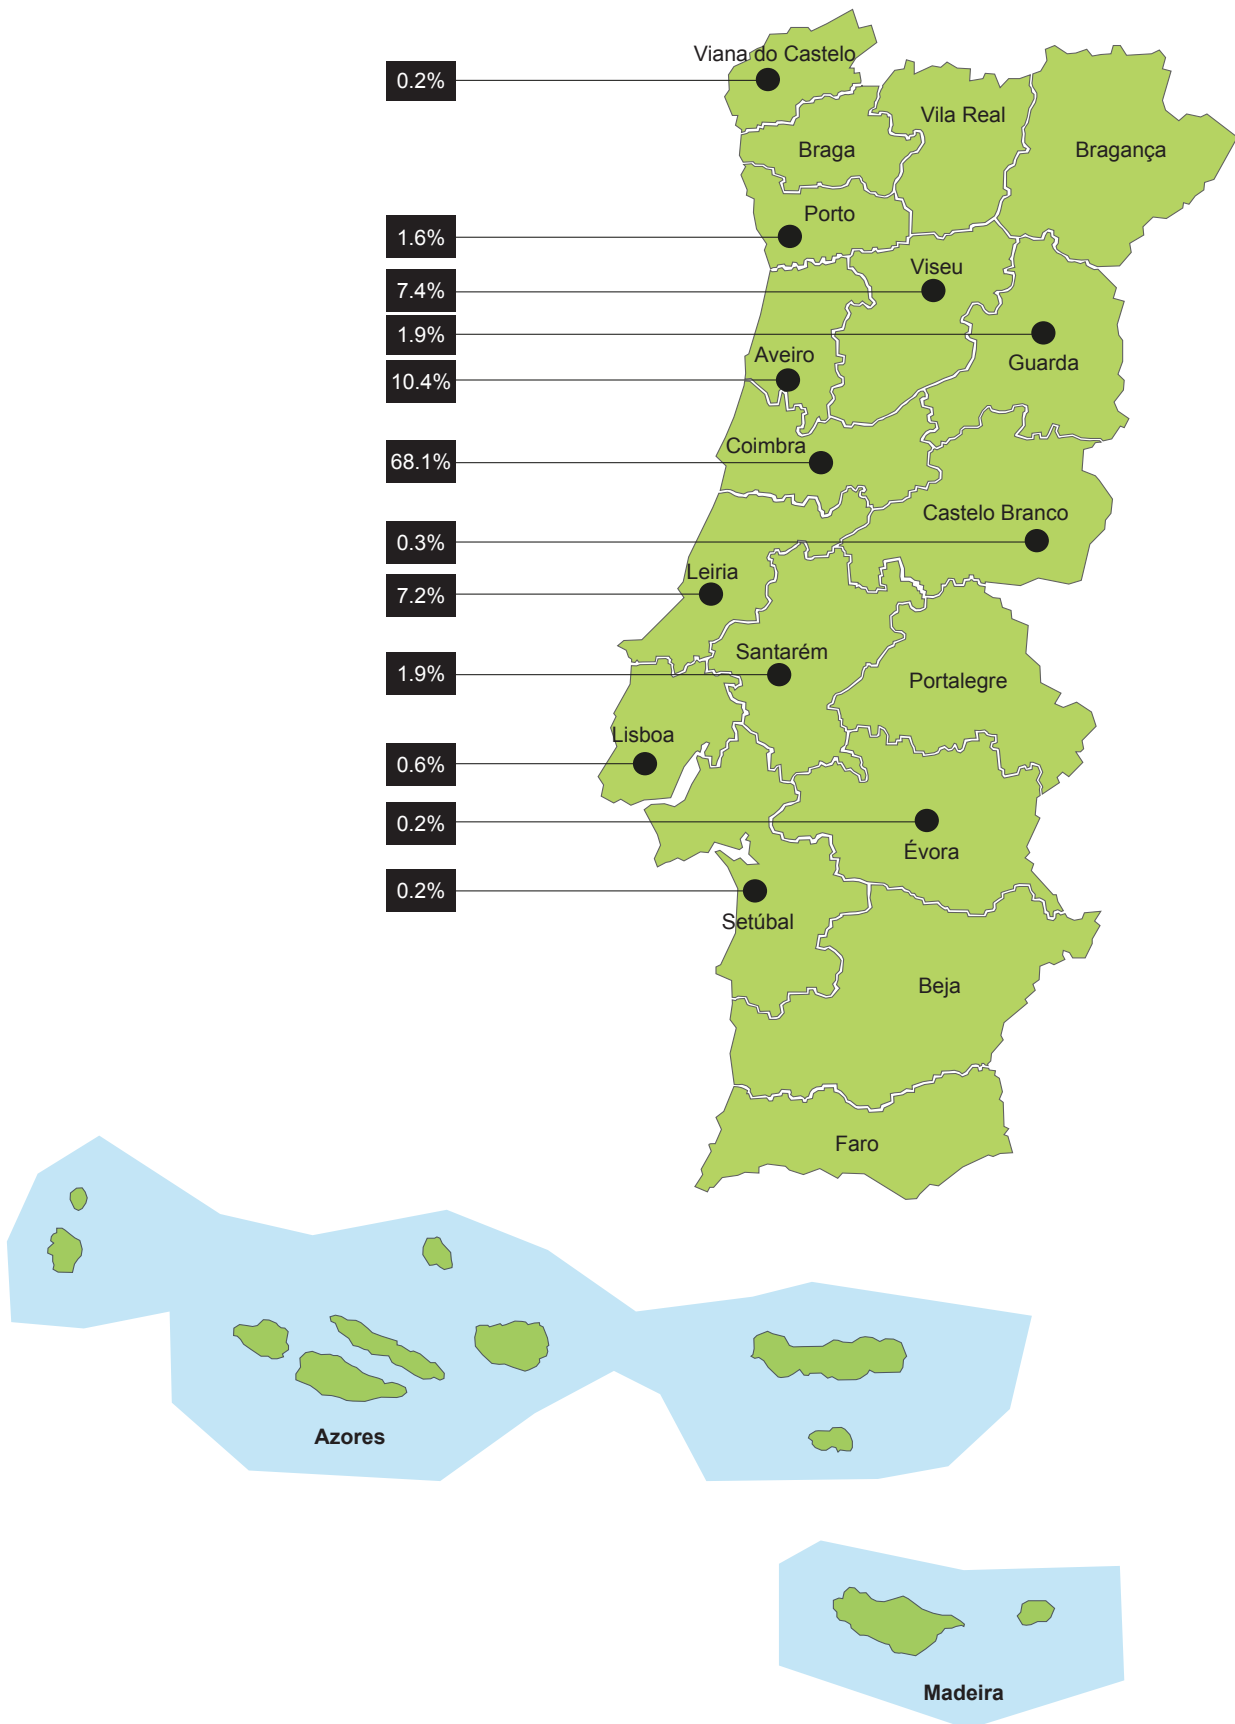 Viana do Castelo
0.2%
Vila Real
Braga
Bragança
Porto
1.6%
Viseu
7.4%
1.9%
Guarda
Aveiro
10.4%
Coimbra
68.1%
Castelo Branco
0.3%
Leiria
7.2%
Santarém
1.9%
Portalegre
Lisboa
0.6%
0.2%
Évora
0.2%
Setúbal
Beja
Faro
Azores
Madeira